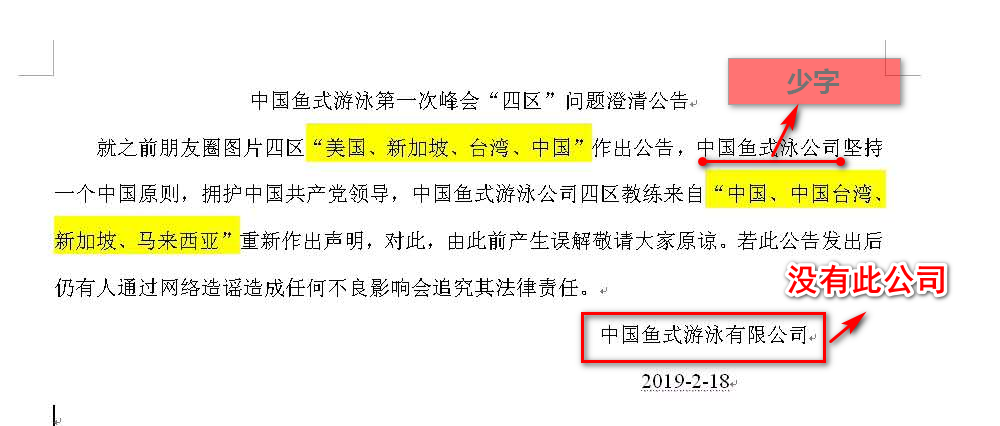 少字
中国鱼式游泳第一次峰会“四区”问题澄清公告
就之前朋友圈图片四区“美国、新加坡、台湾、中国”作出公告，中国鱼式泳公司坚持
一个中国原则，拥护中国共产党领导，中国鱼式游泳公司四区教练来自“中国、中国台湾、
新加坡、马来西亚”重新作出声明，对此，由此前产生误解敬请大家原谅。若此公告发出后
仍有人通过网络造谣造成任何不良影响会追究其法律责任。
没有此公司
中国鱼式游泳有限公司
2019-2-18